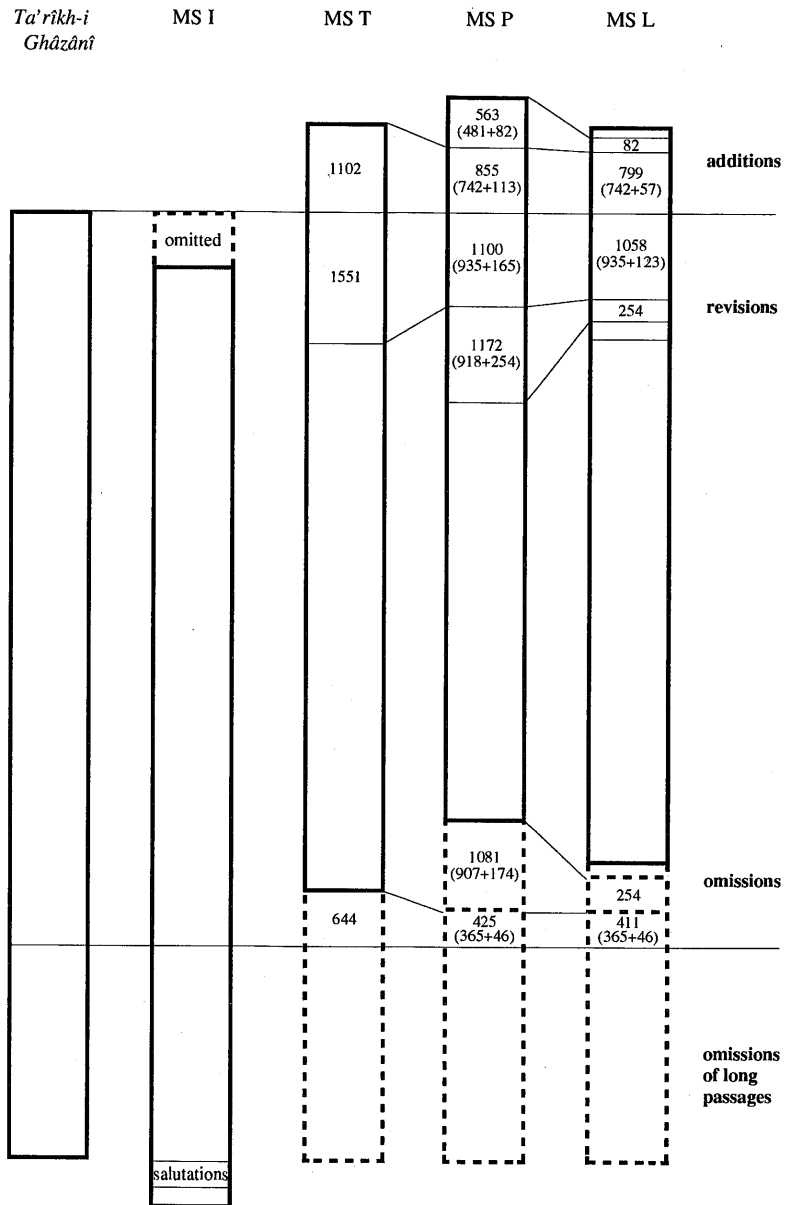 Ta'rîkh-i
Ghâzânî
MS I
MS T
MS P
MS L
563
(481+82)
82
1102
855
(742+113)
799
(742+57)
additions
omitted
1551
1100
(935+165)
1058
(935+123)
254
revisions
1172
(918+254)
1081
(907+174)
254
omissions
644
425
(365+46)
411
(365+46)
omissions
of long
passages
salutations